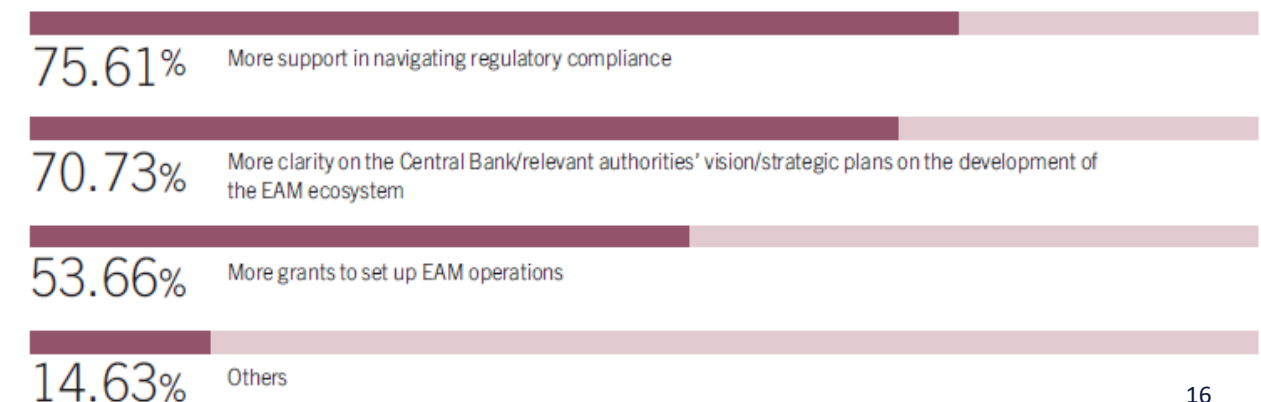 75.61% More support in navigating regulatory compliance
70.73% More clarity on the Central Bank/relevant authorities’ vision/strategic plans on the development of
the EAM ecosystem
53.66% More grants to set up EAM operations
14.63% Others
16